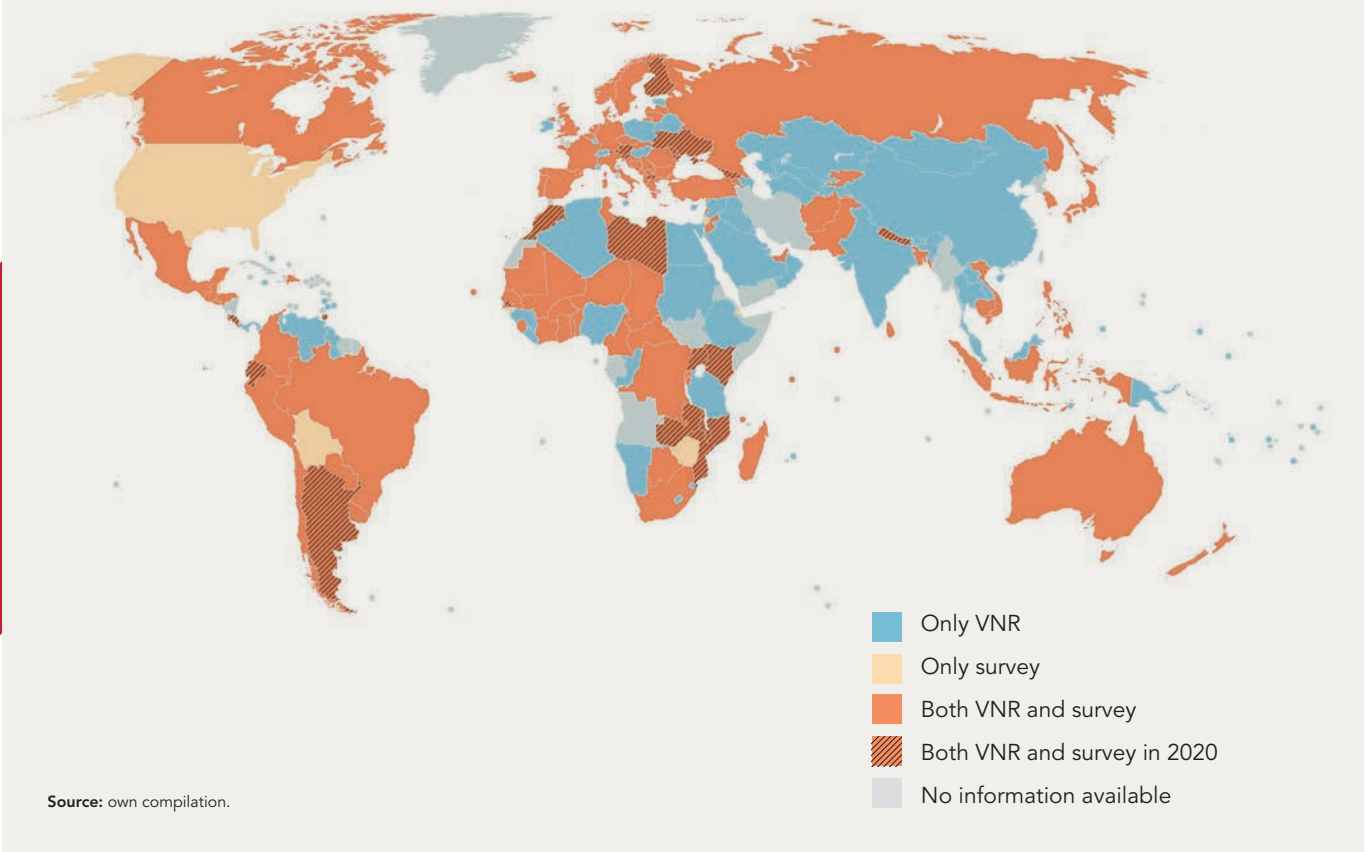 Only VNR
Only survey
Both VNR and survey
Both VNR and survey in 2020
No information available
Source: own compilation.